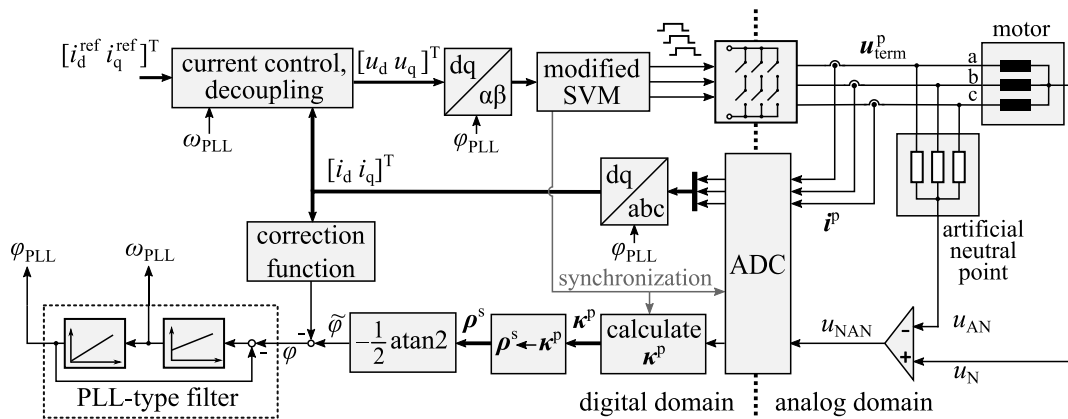 [i_d^ref i_q^ref]^T
current control,
decoupling
ω_PLL
[u_d u_q]^T
dq
αβ
φ_PLL
modified
SVM
u_term^p
motor
a
b
c
[i_d i_q]^T
dq
abc
φ_PLL
i^p
ADC
artificial
neutral
point
correction
function
synchronization
φ_PLL
ω_PLL
PLL-type filter
-
φ
-
φ̃
-1/2 atan2
ρ^s
ρ^s←κ^p
κ^p
calculate
κ^p
u_NAN
-
+
u_AN
u_N
digital domain
analog domain